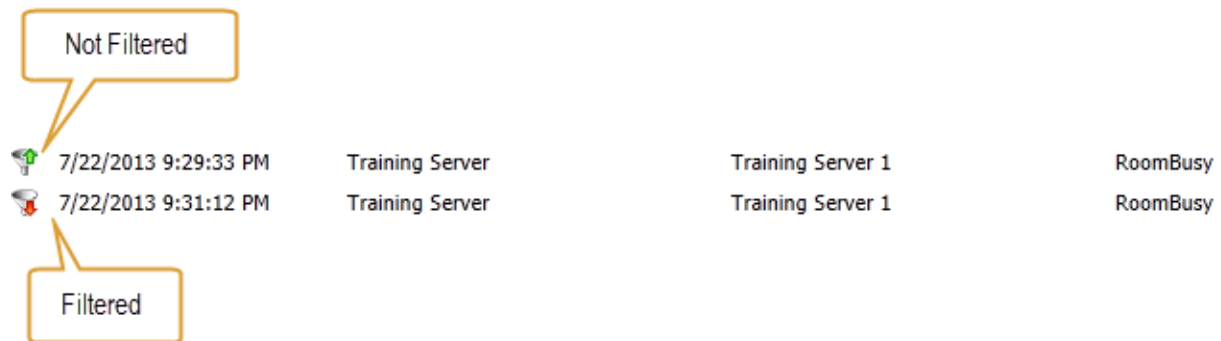 Not Filtered
7/22/2013 9:29:33 PM Training Server Training Server 1 RoomBusy
7/22/2013 9:31:12 PM Training Server Training Server 1 RoomBusy
Filtered